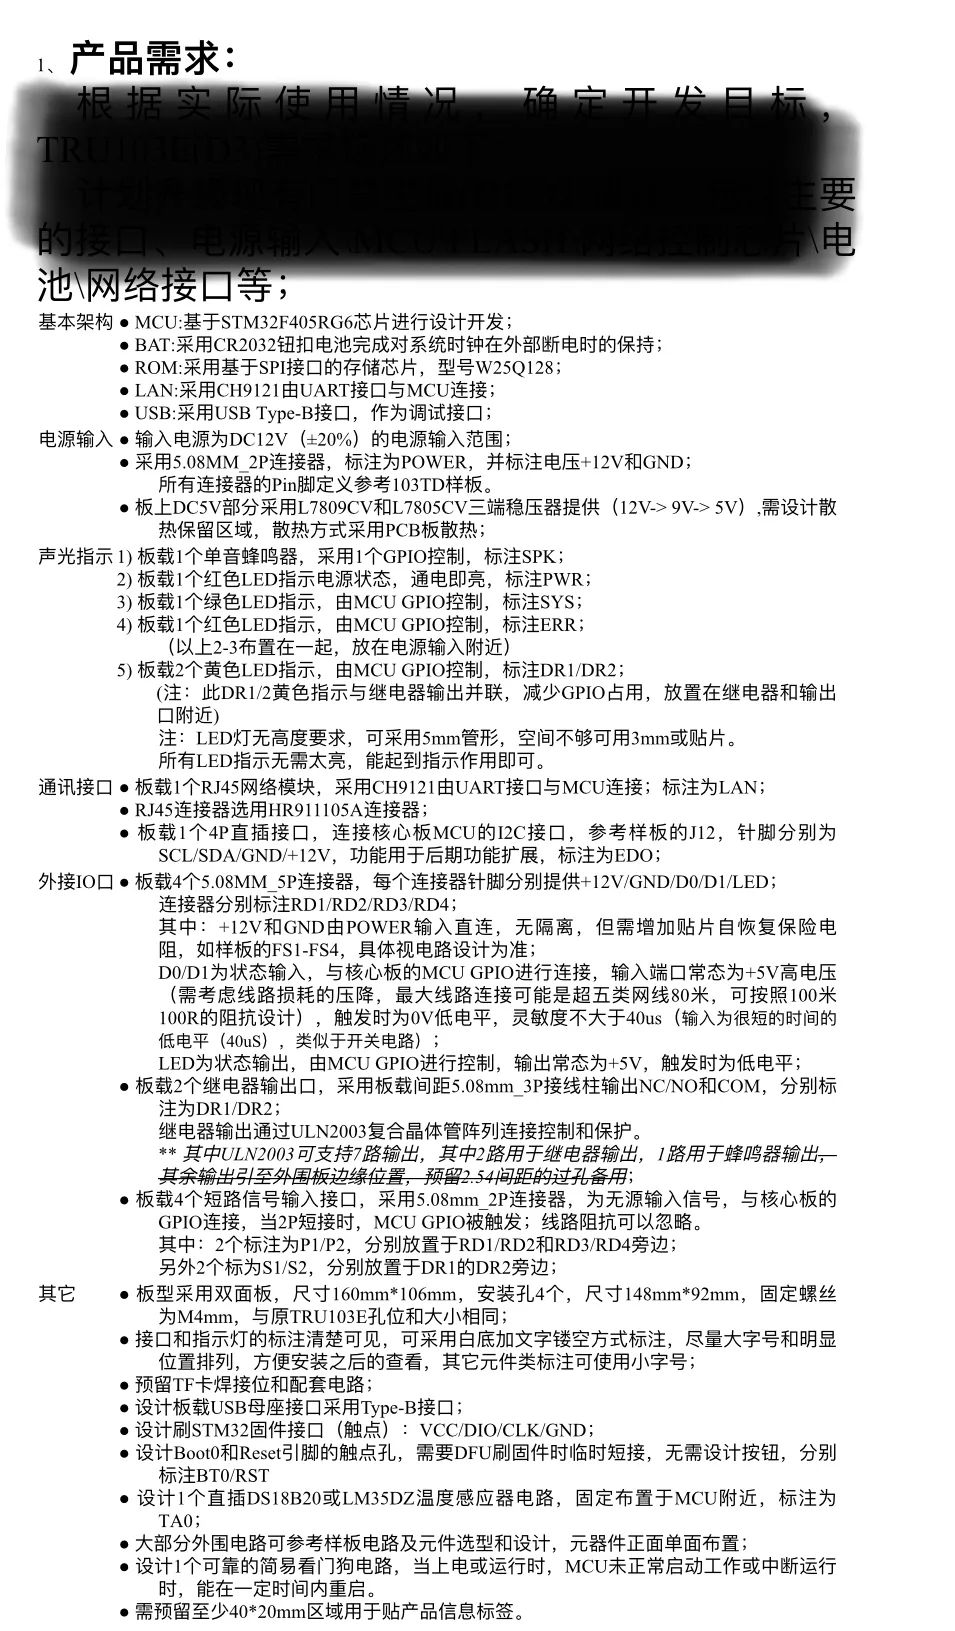 1、产品需求：
根据实际使用情况，确定开发目标，
TRU103E(D3)
计划升 主要
的接口、电源输入\MCU\FLASH\网络控制芯片\电
池\网络接口等；
基本架构 ● MCU:基于STM32F405RG6芯片进行设计开发；
● BAT:采用CR2032钮扣电池完成对系统时钟在外部断电时的保持；
● ROM:采用基于SPI接口的存储芯片，型号W25Q128；
● LAN:采用CH9121由UART接口与MCU连接；
● USB:采用USB Type-B接口，作为调试接口；
电源输入 ● 输入电源为DC12V（±20%）的电源输入范围；
● 采用5.08MM_2P连接器，标注为POWER，并标注电压+12V和GND；
所有连接器的Pin脚定义参考103TD样板。
● 板上DC5V部分采用L7809CV和L7805CV三端稳压器提供（12V-> 9V-> 5V）,需设计散
热保留区域，散热方式采用PCB板散热；
声光指示 1) 板载1个单音蜂鸣器，采用1个GPIO控制，标注SPK；
2) 板载1个红色LED指示电源状态，通电即亮，标注PWR；
3) 板载1个绿色LED指示，由MCU GPIO控制，标注SYS；
4) 板载1个红色LED指示，由MCU GPIO控制，标注ERR；
（以上2-3布置在一起，放在电源输入附近）
5) 板载2个黄色LED指示，由MCU GPIO控制，标注DR1/DR2；
(注：此DR1/2黄色指示与继电器输出并联，减少GPIO占用，放置在继电器和输出
口附近)
注：LED灯无高度要求，可采用5mm管形，空间不够可用3mm或贴片。
所有LED指示无需太亮，能起到指示作用即可。
通讯接口 ● 板载1个RJ45网络模块，采用CH9121由UART接口与MCU连接；标注为LAN；
● RJ45连接器选用HR911105A连接器；
● 板载1个4P直插接口，连接核心板MCU的I2C接口，参考样板的J12，针脚分别为
SCL/SDA/GND/+12V，功能用于后期功能扩展，标注为EDO；
外接IO口 ● 板载4个5.08MM_5P连接器，每个连接器针脚分别提供+12V/GND/D0/D1/LED；
连接器分别标注RD1/RD2/RD3/RD4；
其中：+12V和GND由POWER输入直连，无隔离，但需增加贴片自恢复保险电
阻，如样板的FS1-FS4，具体视电路设计为准；
D0/D1为状态输入，与核心板的MCU GPIO进行连接，输入端口常态为+5V高电压
（需考虑线路损耗的压降，最大线路连接可能是超五类网线80米，可按照100米
100R的阻抗设计），触发时为0V低电平，灵敏度不大于40us（输入为很短的时间的
低电平（40uS），类似于开关电路）；
LED为状态输出，由MCU GPIO进行控制，输出常态为+5V，触发时为低电平；
● 板载2个继电器输出口，采用板载间距5.08mm_3P接线柱输出NC/NO和COM，分别标
注为DR1/DR2；
继电器输出通过ULN2003复合晶体管阵列连接控制和保护。
** 其中ULN2003可支持7路输出，其中2路用于继电器输出，1路用于蜂鸣器输出，
其余输出引至外围板边缘位置，预留2.54间距的过孔备用；
● 板载4个短路信号输入接口，采用5.08mm_2P连接器，为无源输入信号，与核心板的
GPIO连接，当2P短接时，MCU GPIO被触发；线路阻抗可以忽略。
其中：2个标注为P1/P2，分别放置于RD1/RD2和RD3/RD4旁边；
另外2个标为S1/S2，分别放置于DR1的DR2旁边；
其它 ● 板型采用双面板，尺寸160mm*106mm，安装孔4个，尺寸148mm*92mm，固定螺丝
为M4mm，与原TRU103E孔位和大小相同；
● 接口和指示灯的标注清楚可见，可采用白底加文字镂空方式标注，尽量大字号和明显
位置排列，方便安装之后的查看，其它元件类标注可使用小字号；
● 预留TF卡焊接位和配套电路；
● 设计板载USB母座接口采用Type-B接口；
● 设计刷STM32固件接口（触点）：VCC/DIO/CLK/GND；
● 设计Boot0和Reset引脚的触点孔，需要DFU刷固件时临时短接，无需设计按钮，分别
标注BT0/RST
● 设计1个直插DS18B20或LM35DZ温度感应器电路，固定布置于MCU附近，标注为
TA0；
● 大部分外围电路可参考样板电路及元件选型和设计，元器件正面单面布置；
● 设计1个可靠的简易看门狗电路，当上电或运行时，MCU未正常启动工作或中断运行
时，能在一定时间内重启。
● 需预留至少40*20mm区域用于贴产品信息标签。